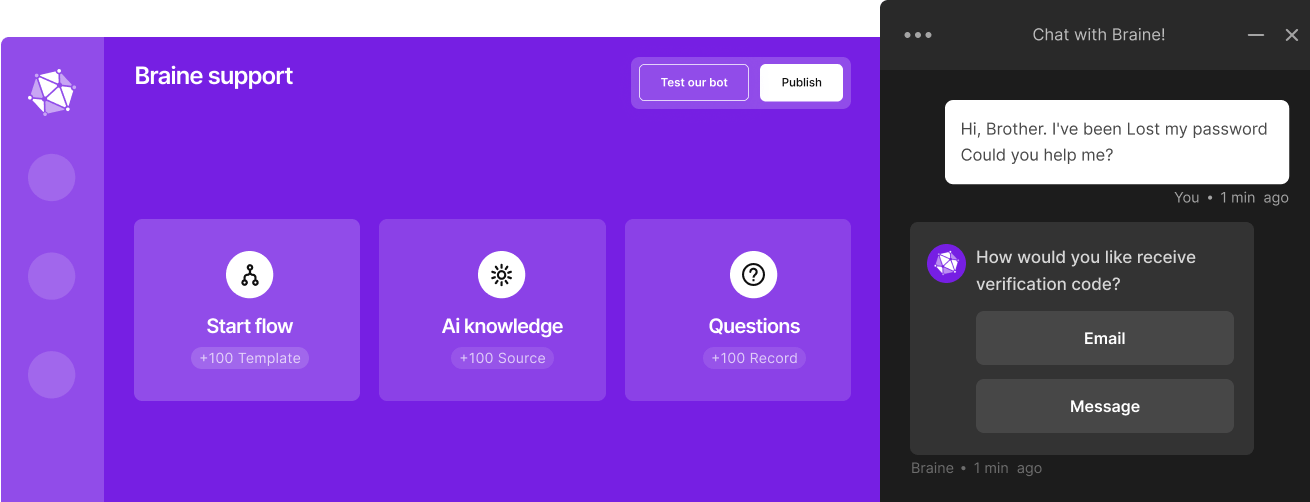 Braine support
Test our bot
Publish
Start flow
+100 Template
Ai knowledge
+100 Source
Questions
+100 Record
Chat with Braine!
Hi, Brother. I've been Lost my password
Could you help me?
You • 1 min ago
How would you like receive
verification code?
Email
Message
Braine • 1 min ago